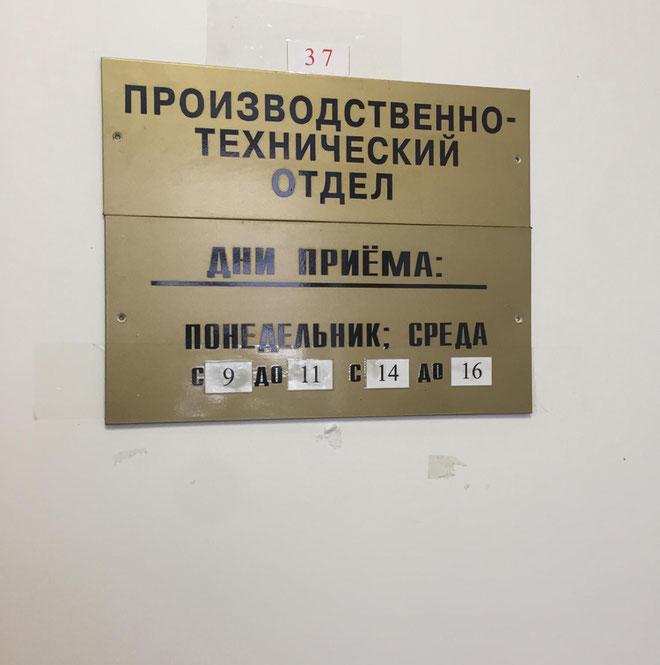 37
ПРОИЗВОДСТВЕННО-
ТЕХНИЧЕСКИЙ
ОТДЕЛ
ДНИ ПРИЁМА:
ПОНЕДЕЛЬНИК; СРЕДА
С 9 ДО 11 С 14 ДО 16